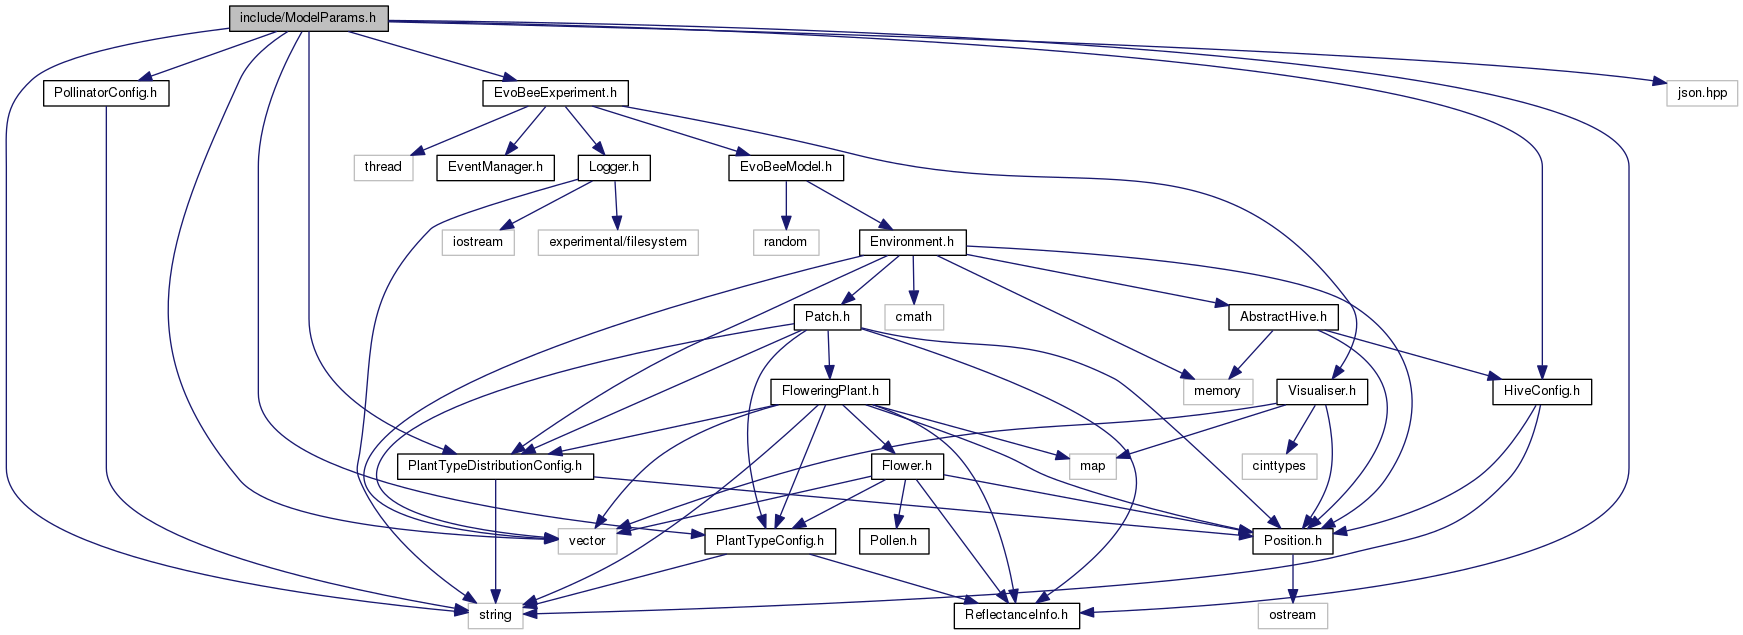 include/ModelParams.h
PollinatorConfig.h
EvoBeeExperiment.h
json.hpp
thread
EventManager.h
Logger.h
EvoBeeModel.h
iostream
experimental/filesystem
random
Environment.h
Patch.h
cmath
AbstractHive.h
FloweringPlant.h
memory
Visualiser.h
HiveConfig.h
PlantTypeDistributionConfig.h
Flower.h
map
cinttypes
vector
PlantTypeConfig.h
Pollen.h
Position.h
string
ReflectanceInfo.h
ostream